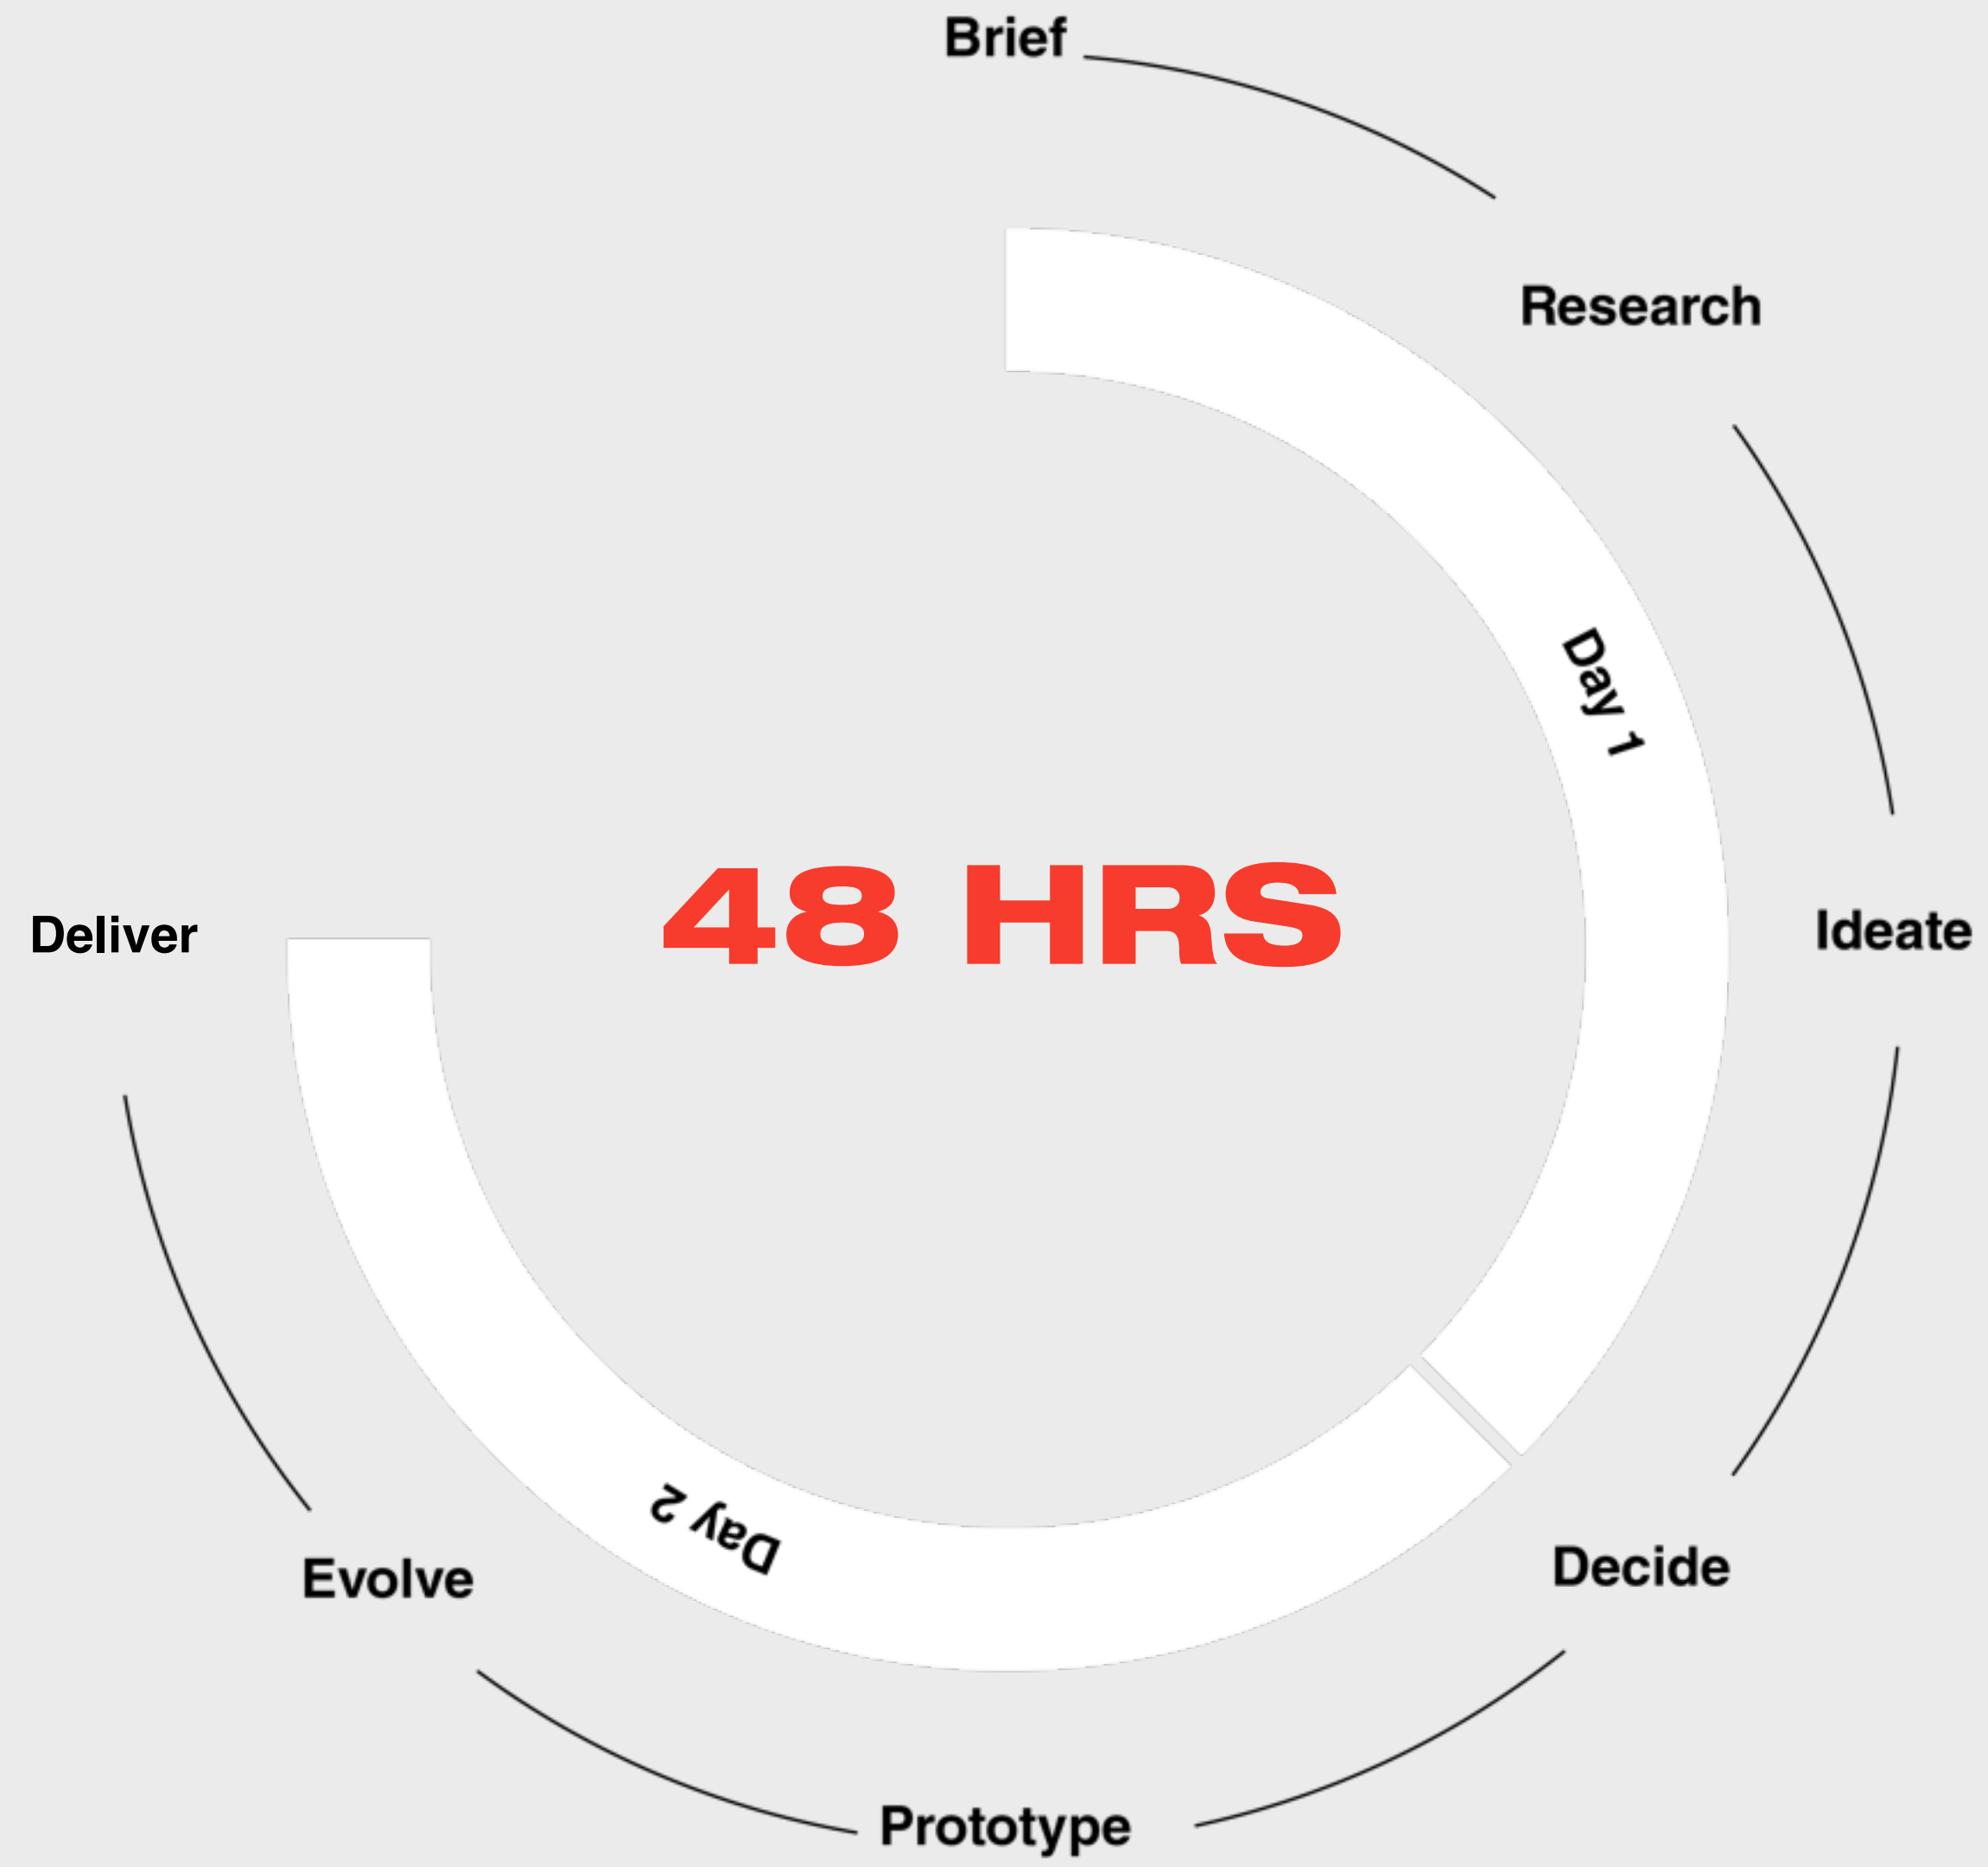 Brief
Research
Day 1
48 HRS
Deliver
Ideate
Day 2
Evolve
Decide
Prototype